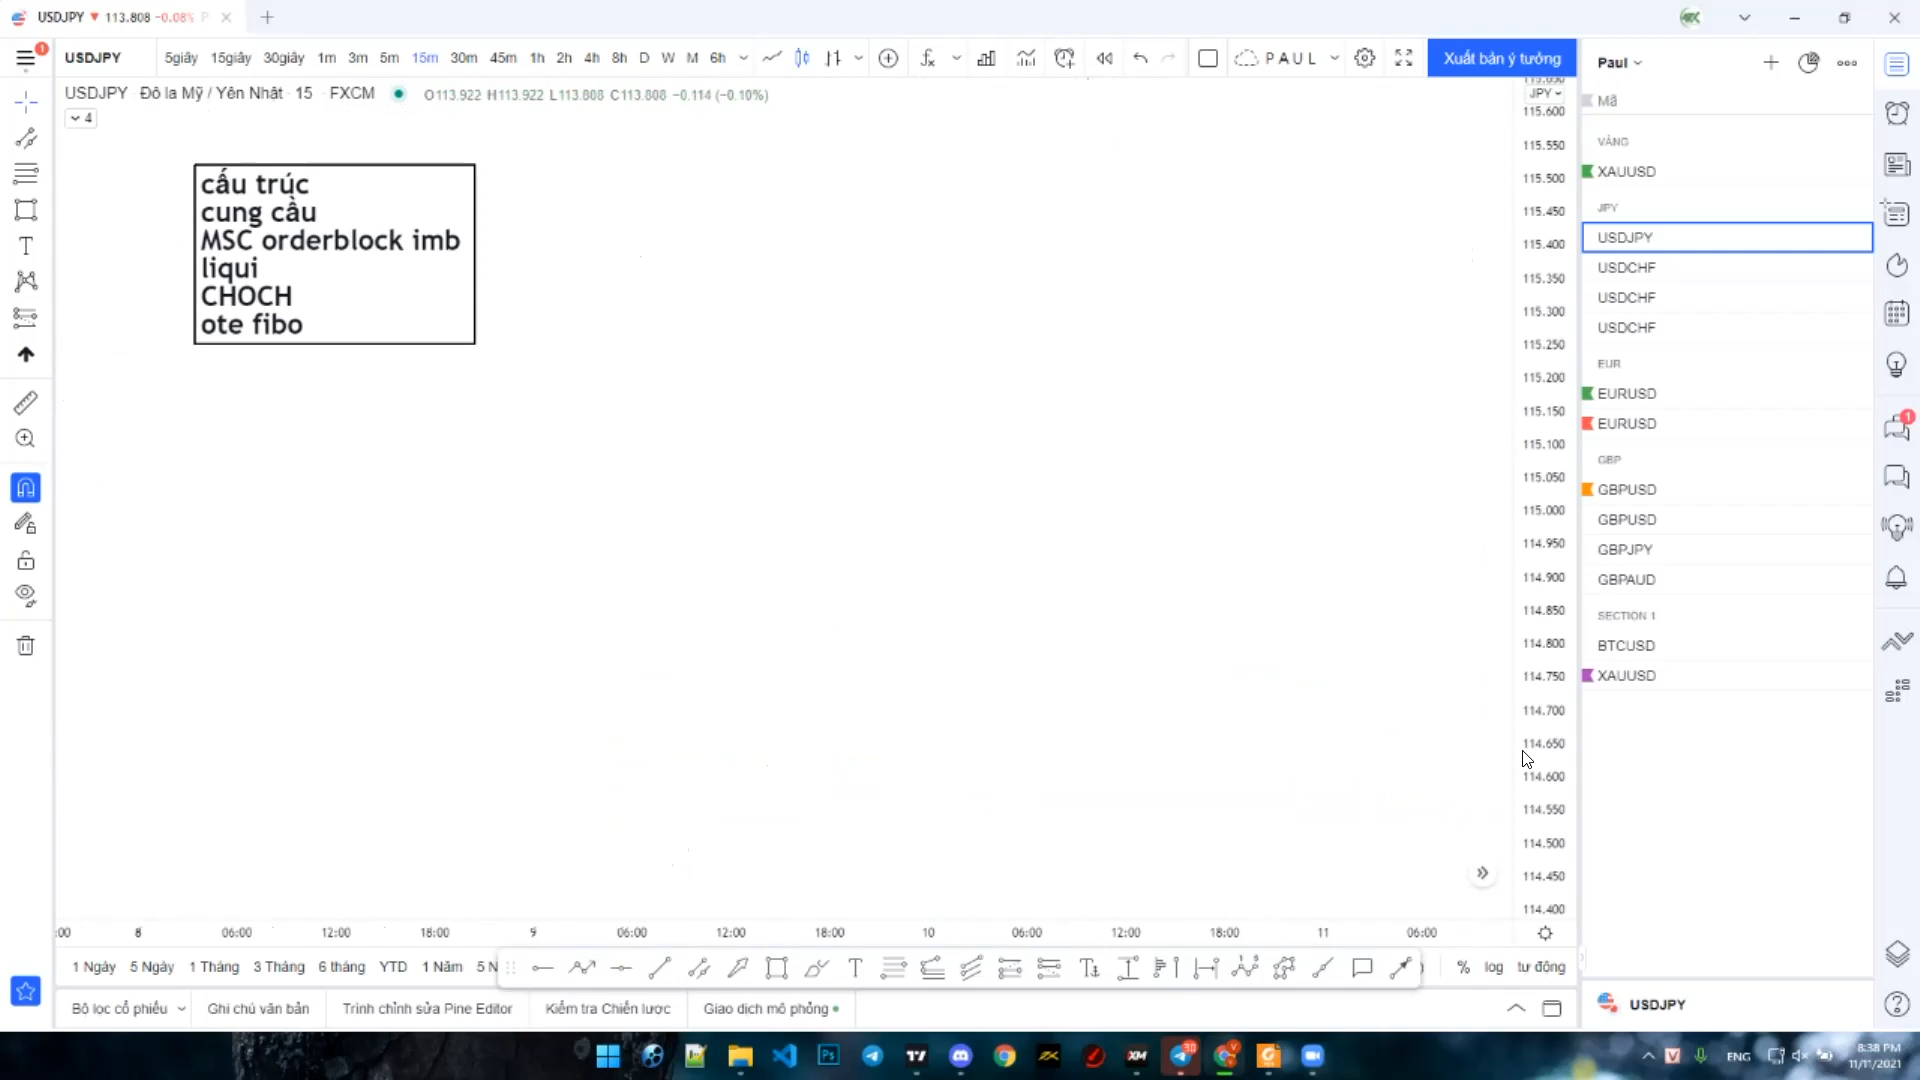 USDJPY ▼ 113.808 -0.08% P
USDJPY 5giây 15giây 30giây 1m 3m 5m 15m 30m 45m 1h 2h 4h 8h D W M 6h PAUL Xuất bản ý tưởng
USDJPY · Đô la Mỹ / Yên Nhật · 15 · FXCM O113.922 H113.922 L113.808 C113.808 −0.114 (−0.10%)
4
cấu trúc
cung cầu
MSC orderblock imb
liqui
CHOCH
ote fibo
JPY
115.600
115.550
115.500
115.450
115.400
115.350
115.300
115.250
115.200
115.150
115.100
115.050
115.000
114.950
114.900
114.850
114.800
114.750
114.700
114.650
114.600
114.550
114.500
114.450
114.400
:00 8 06:00 12:00 18:00 9 06:00 12:00 18:00 10 06:00 12:00 18:00 11 06:00
1 Ngày 5 Ngày 1 Tháng 3 Tháng 6 tháng YTD 1 Năm 5 N % log tự động
Bộ lọc cổ phiếu Ghi chú văn bản Trình chỉnh sửa Pine Editor Kiểm tra Chiến lược Giao dịch mô phỏng
Paul
Mã
VÀNG
XAUUSD
JPY
USDJPY
USDCHF
USDCHF
USDCHF
EUR
EURUSD
EURUSD
GBP
GBPUSD
GBPUSD
GBPJPY
GBPAUD
SECTION 1
BTCUSD
XAUUSD
USDJPY
ENG
8:38 PM
11/11/2021